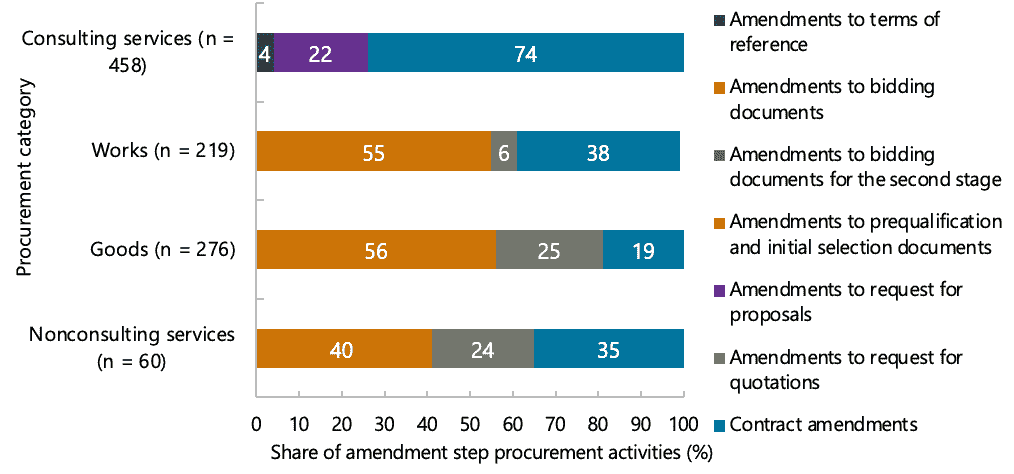 Procurement category
Consulting services (n =
458)
4
22
74
Works (n = 219)
55
6
38
Goods (n = 276)
56
25
19
Nonconsulting services
(n = 60)
40
24
35
0 10 20 30 40 50 60 70 80 90 100
Share of amendment step procurement activities (%)
Amendments to terms of
reference
Amendments to bidding
documents
Amendments to bidding
documents for the second stage
Amendments to prequalification
and initial selection documents
Amendments to request for
proposals
Amendments to request for
quotations
Contract amendments